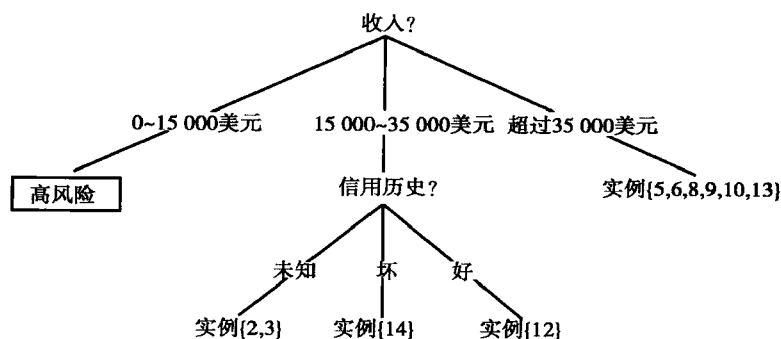 收入?
0~15 000美元 15 000~35 000美元 超过35 000美元
高风险 信用历史? 实例{5,6,8,9,10,13}
未知 坏 好
实例{2,3} 实例{14} 实例{12}